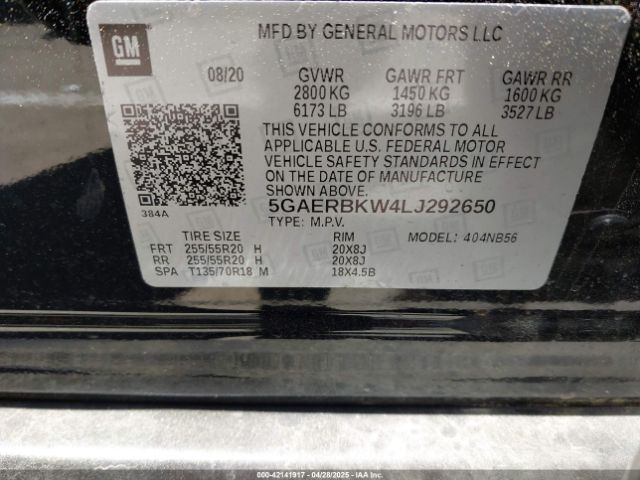 GM
MFD BY GENERAL MOTORS LLC
08/20 GVWR GAWR FRT GAWR RR
2800 KG 1450 KG 1600 KG
6173 LB 3196 LB 3527 LB
THIS VEHICLE CONFORMS TO ALL
APPLICABLE U.S. FEDERAL MOTOR
VEHICLE SAFETY STANDARDS IN EFFECT
ON THE DATE OF MANUFACTURE
SHOWN ABOVE.
384A
5GAERBKW4LJ292650
TYPE: M.P.V.
TIRE SIZE RIM MODEL: 404NB56
FRT 255/55R20 H 20X8J
RR 255/55R20 H 20X8J
SPA T135/70R18 M 18X4.5B
000-42141917 - 04/28/2025 - IAA Inc.